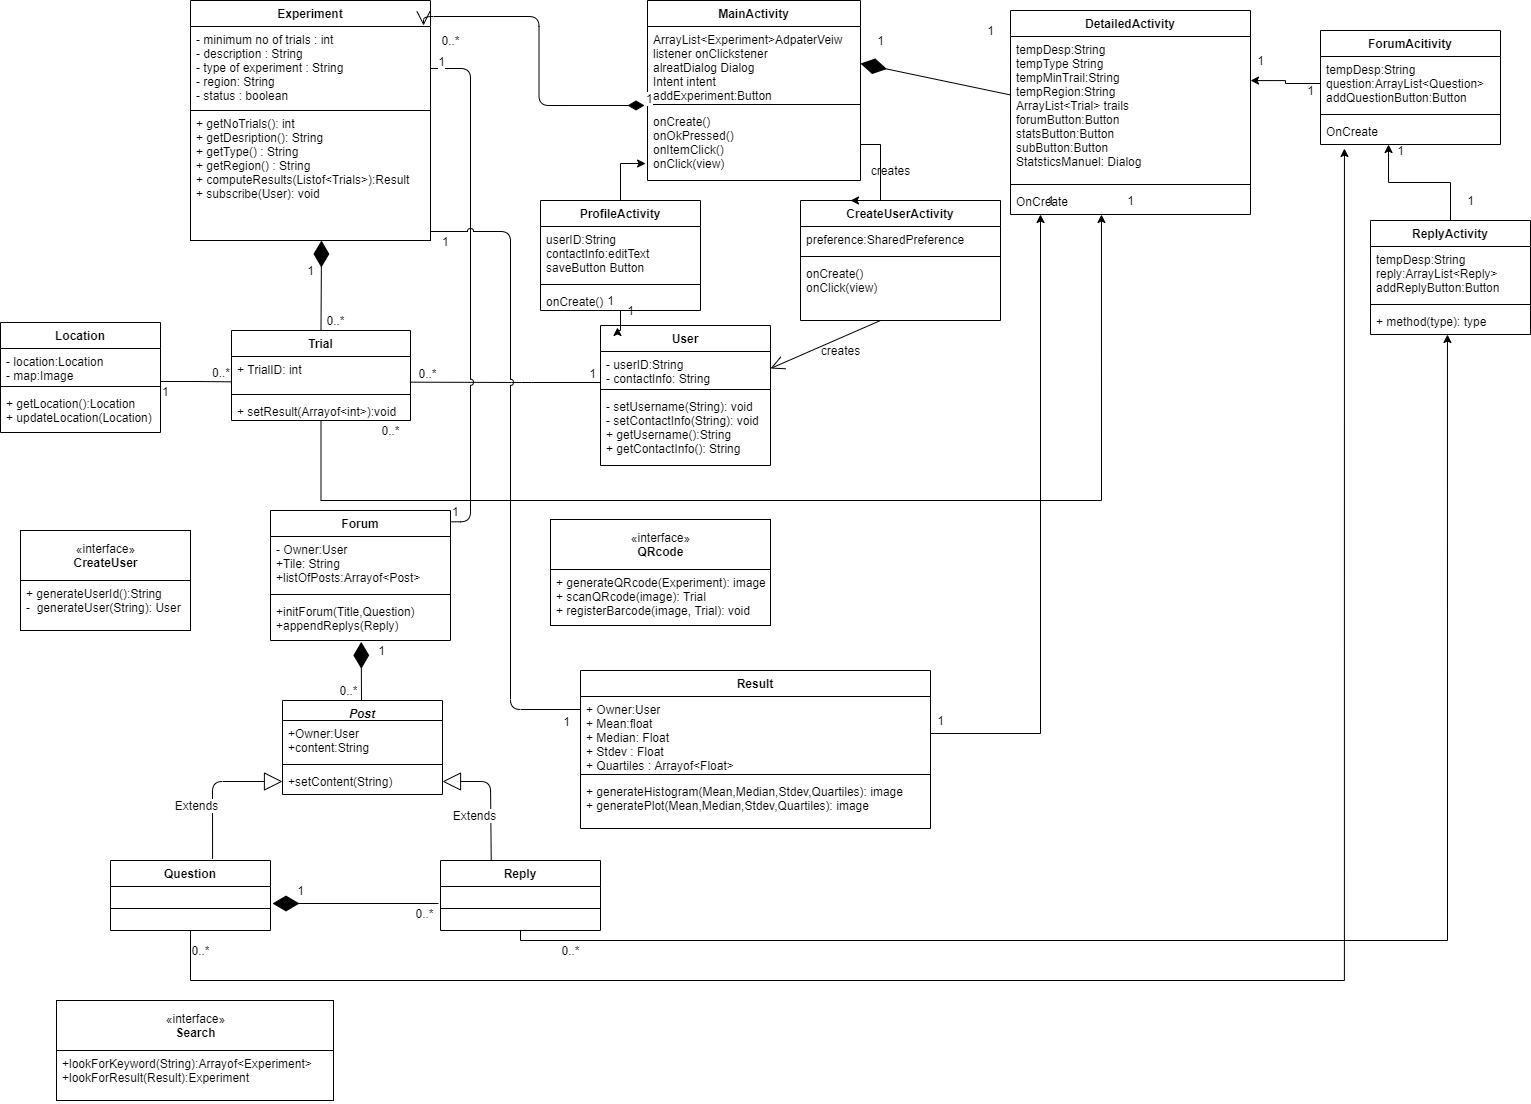 Experiment
- minimum no of trials : int
- description : String
- type of experiment : String
- region: String
- status : boolean
+ getNoTrials(): int
+ getDesription(): String
+ getType() : String
+ getRegion() : String
+ computeResults(Listof<Trials>):Result
+ subscribe(User): void
0..*
1
1
1
0..*
MainActivity
ArrayList<Experiment>AdpaterVeiw
listener onClickstener
alreatDialog Dialog
Intent intent
addExperiment:Button
onCreate()
onOkPressed()
onItemClick()
onClick(view)
1
1
1
creates
DetailedActivity
tempDesp:String
tempType String
tempMinTrail:String
tempRegion:String
ArrayList<Trial> trails
forumButton:Button
statsButton:Button
subButton:Button
StatsticsManuel: Dialog
OnCreate
1
1
1
1
ForumAcitivity
tempDesp:String
question:ArrayList<Question>
addQuestionButton:Button
OnCreate
1
1
ReplyActivity
tempDesp:String
reply:ArrayList<Reply>
addReplyButton:Button
+ method(type): type
ProfileActivity
userID:String
contactInfo:editText
saveButton Button
onCreate()
1
1
CreateUserActivity
preference:SharedPreference
onCreate()
onClick(view)
creates
Location
- location:Location
- map:Image
+ getLocation():Location
+ updateLocation(Location)
1
0..*
Trial
+ TrialID: int
+ setResult(Arrayof<int>):void
0..*
0..*
1
User
- userID:String
- contactInfo: String
- setUsername(String): void
- setContactInfo(String): void
+ getUsername():String
+ getContactInfo(): String
«interface»
CreateUser
+ generateUserId():String
- generateUser(String): User
Forum
- Owner:User
+Tile: String
+listOfPosts:Arrayof<Post>
+initForum(Title,Question)
+appendReplys(Reply)
1
1
0..*
«interface»
QRcode
+ generateQRcode(Experiment): image
+ scanQRcode(image): Trial
+ registerBarcode(image, Trial): void
Post
+Owner:User
+content:String
+setContent(String)
Extends
Extends
Result
+ Owner:User
+ Mean:float
+ Median: Float
+ Stdev : Float
+ Quartiles : Arrayof<Float>
+ generateHistogram(Mean,Median,Stdev,Quartiles): image
+ generatePlot(Mean,Median,Stdev,Quartiles): image
1
1
Question
1
0..*
Reply
0..*
0..*
«interface»
Search
+lookForKeyword(String):Arrayof<Experiment>
+lookForResult(Result):Experiment